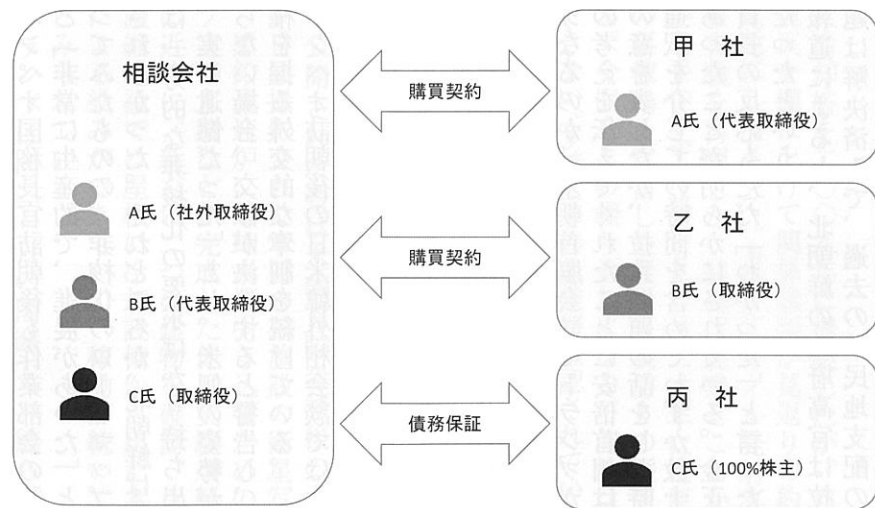 相談会社
A氏（社外取締役）
B氏（代表取締役）
C氏（取締役）
購買契約
購買契約
債務保証
甲　社
A氏（代表取締役）
乙　社
B氏（取締役）
丙　社
C氏（100%株主）